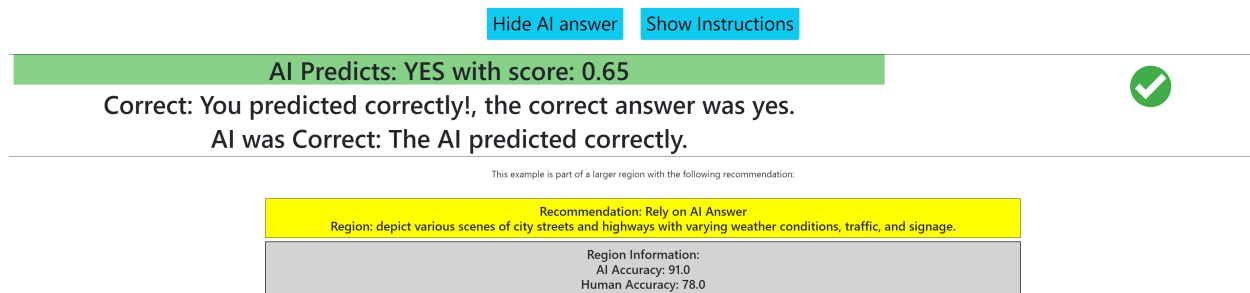 Hide AI answer Show Instructions
AI Predicts: YES with score: 0.65
Correct: You predicted correctly!, the correct answer was yes.
AI was Correct: The AI predicted correctly.
This example is part of a larger region with the following recommendation:
Recommendation: Rely on AI Answer
Region: depict various scenes of city streets and highways with varying weather conditions, traffic, and signage.
Region Information:
AI Accuracy: 91.0
Human Accuracy: 78.0